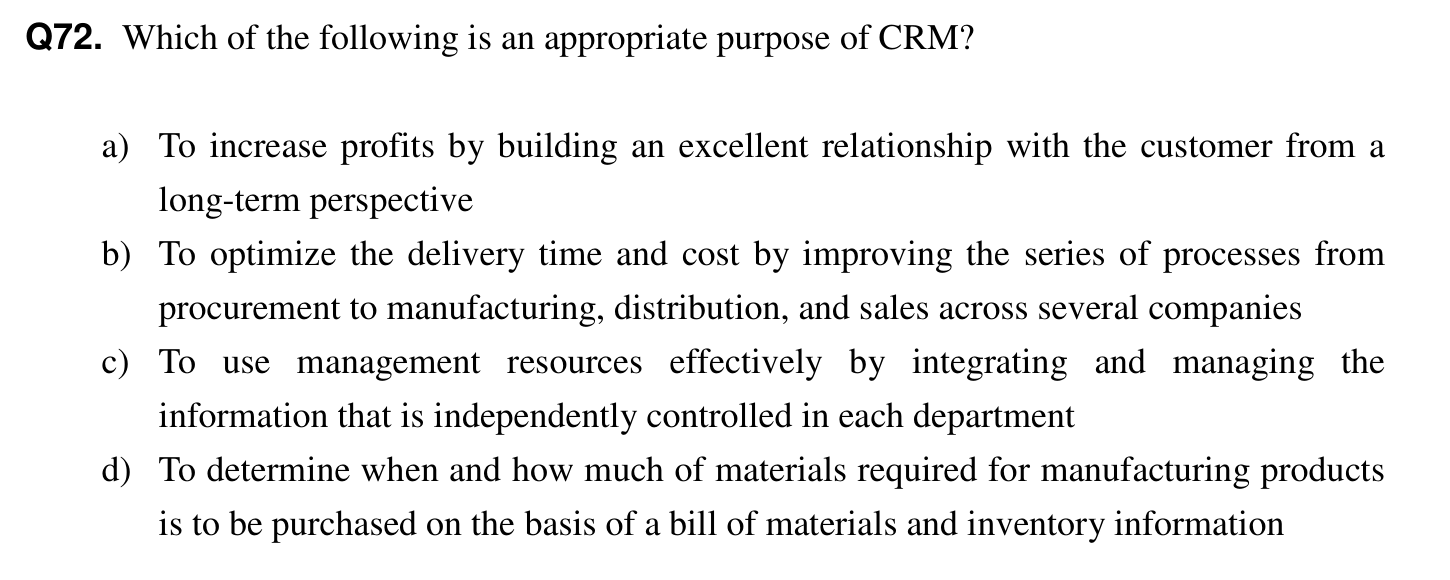 Q72. Which of the following is an appropriate purpose of CRM?
a) To increase profits by building an excellent relationship with the customer from a
long-term perspective
b) To optimize the delivery time and cost by improving the series of processes from
procurement to manufacturing, distribution, and sales across several companies
c) To use management resources effectively by integrating and managing the
information that is independently controlled in each department
d) To determine when and how much of materials required for manufacturing products
is to be purchased on the basis of a bill of materials and inventory information